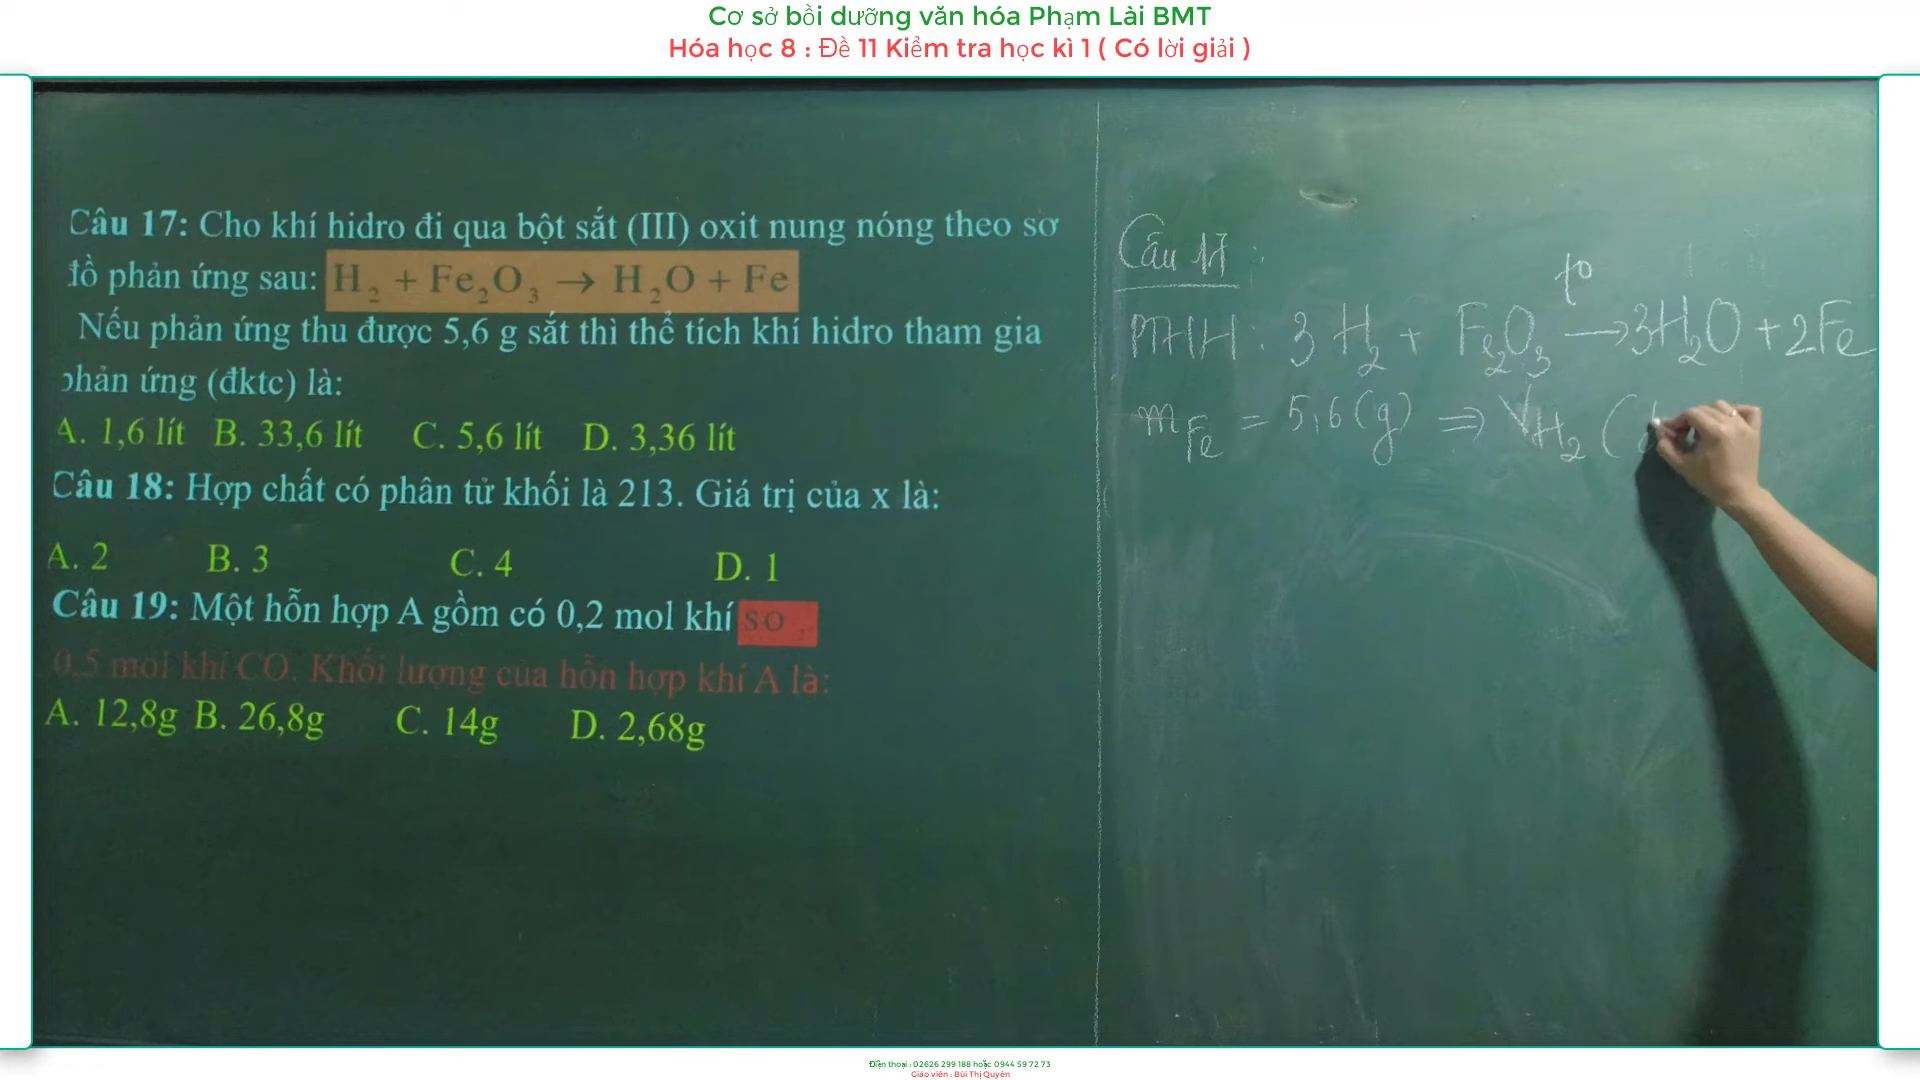 Cơ sở bồi dưỡng văn hóa Phạm Lài BMT
Hóa học 8 : Đề 11 Kiểm tra học kì 1 ( Có lời giải )
Câu 17: Cho khí hidro đi qua bột sắt (III) oxit nung nóng theo sơ
đồ phản ứng sau: H₂ + Fe₂O₃ → H₂O + Fe
Nếu phản ứng thu được 5,6 g sắt thì thể tích khí hidro tham gia
phản ứng (đktc) là:
A. 1,6 lít B. 33,6 lít C. 5,6 lít D. 3,36 lít
Câu 18: Hợp chất có phân tử khối là 213. Giá trị của x là:
A. 2 B. 3 C. 4 D. 1
Câu 19: Một hỗn hợp A gồm có 0,2 mol khí SO₂
0,5 mol khí CO. Khối lượng của hỗn hợp khí A là:
A. 12,8g B. 26,8g C. 14g D. 2,68g
Câu 17 :
PTHH : 3H₂ + Fe₂O₃ →(t⁰) 3H₂O + 2Fe
m Fe = 5,6 (g) ⇒ V H₂ (
Điện thoại : 02626 299 188 hoặc 0944 59 72 73
Giáo viên : Bùi Thị Quyên